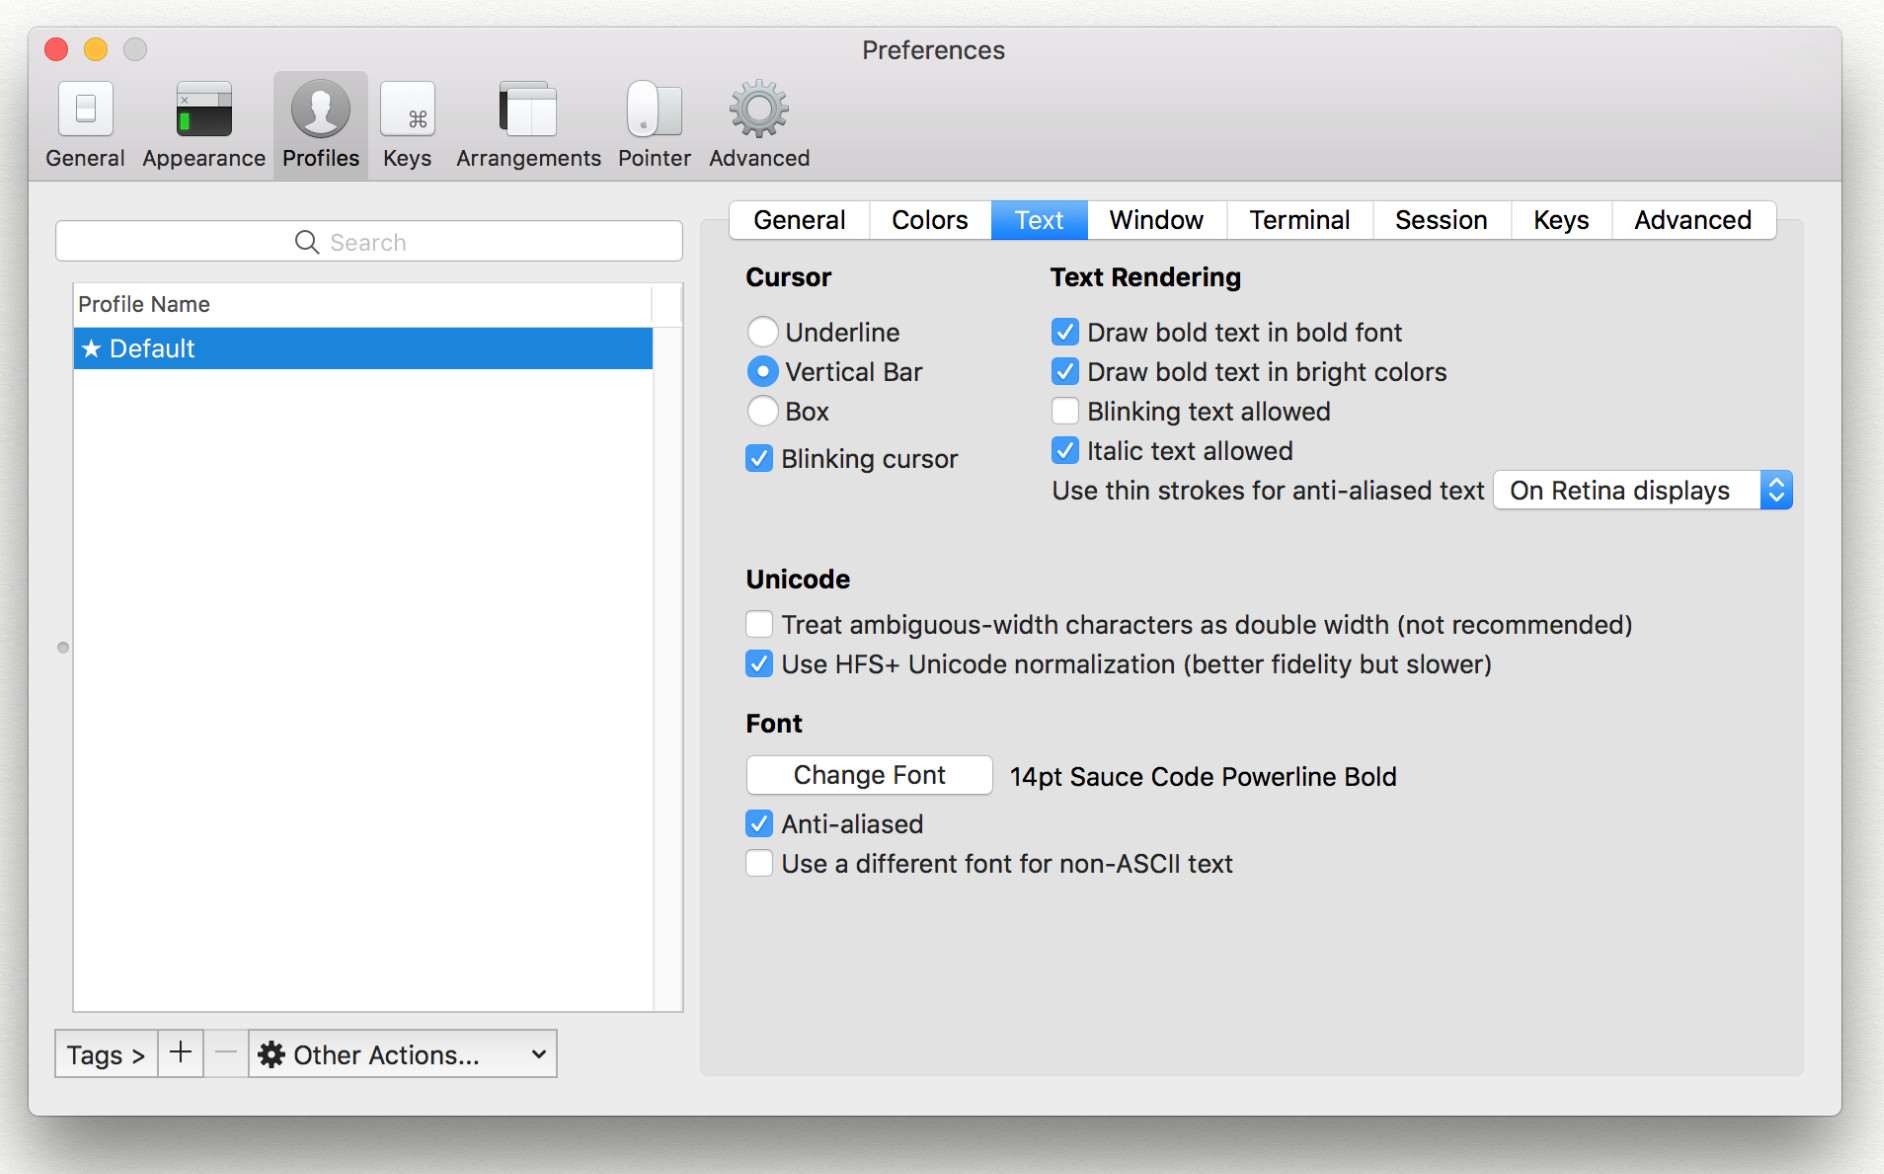 Preferences
General Appearance Profiles Keys Arrangements Pointer Advanced
Search
Profile Name
★ Default
Tags > + — Other Actions...
General Colors Text Window Terminal Session Keys Advanced
Cursor
Underline
Vertical Bar
Box
Blinking cursor
Text Rendering
Draw bold text in bold font
Draw bold text in bright colors
Blinking text allowed
Italic text allowed
Use thin strokes for anti-aliased text On Retina displays
Unicode
Treat ambiguous-width characters as double width (not recommended)
Use HFS+ Unicode normalization (better fidelity but slower)
Font
Change Font 14pt Sauce Code Powerline Bold
Anti-aliased
Use a different font for non-ASCII text